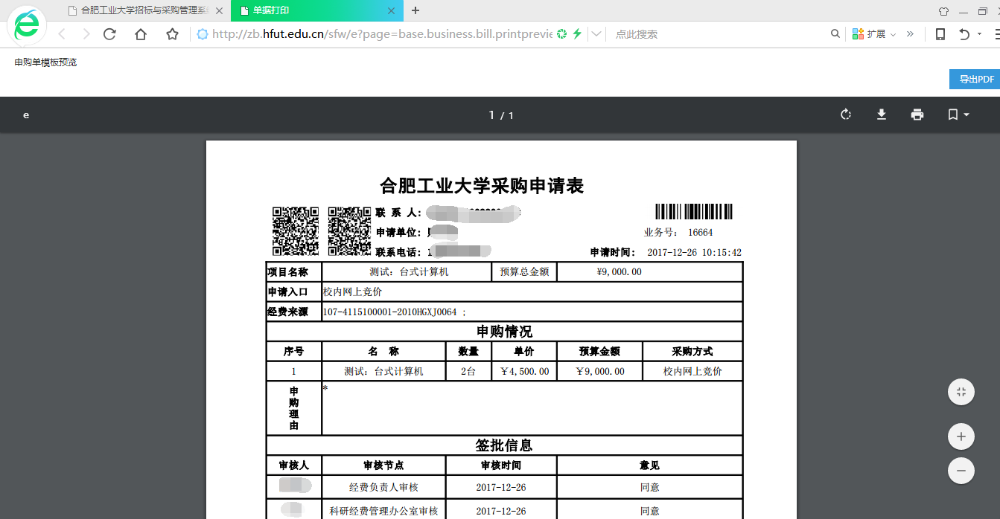 合肥工业大学招标与采购管理系
单据打印
http://zb.hfut.edu.cn/sfw/e?page=base.business.bill.printprevie
点此搜索
扩展
申购单模板预览
导出PDF
e
1 / 1
合肥工业大学采购申请表
联 系 人:
申请单位:
业务号: 16664
联系电话:
申请时间: 2017-12-26 10:15:42
项目名称 测试: 台式计算机 预算总金额 ¥9,000.00
申请入口 校内网上竞价
经费来源 107-4115100001-2010HGXJ0064 ;
申购情况
序号 名 称 数量 单价 预算金额 采购方式
1 测试: 台式计算机 2台 ￥4,500.00 ￥9,000.00 校内网上竞价
申购理由 *
签批信息
审核人 审核节点 审核时间 意见
经费负责人审核 2017-12-26 同意
科研经费管理办公室审核 2017-12-26 同意